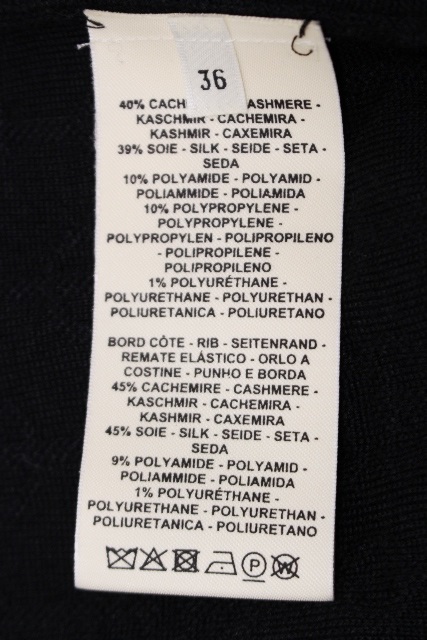 36
40% CACH ASHMERE -
KASCHMIR - CACHEMIRA -
KASHMIR - CAXEMIRA
39% SOIE - SILK - SEIDE - SETA -
SEDA
10% POLYAMIDE - POLYAMID -
POLIAMMIDE - POLIAMIDA
10% POLYPROPYLENE -
POLYPROPYLENE -
POLYPROPYLEN - POLIPROPILENO
- POLIPROPILENE -
POLIPROPILENO
1% POLYURÉTHANE -
POLYURETHANE - POLYURETHAN -
POLIURETANICA - POLIURETANO
BORD CÔTE - RIB - SEITENRAND -
REMATE ELÁSTICO - ORLO A
COSTINE - PUNHO E BORDA
45% CACHEMIRE - CASHMERE -
KASCHMIR - CACHEMIRA -
KASHMIR - CAXEMIRA
45% SOIE - SILK - SEIDE - SETA -
SEDA
9% POLYAMIDE - POLYAMID -
POLIAMMIDE - POLIAMIDA
1% POLYURÉTHANE -
POLYURETHANE - POLYURETHAN -
POLIURETANICA - POLIURETANO
P W